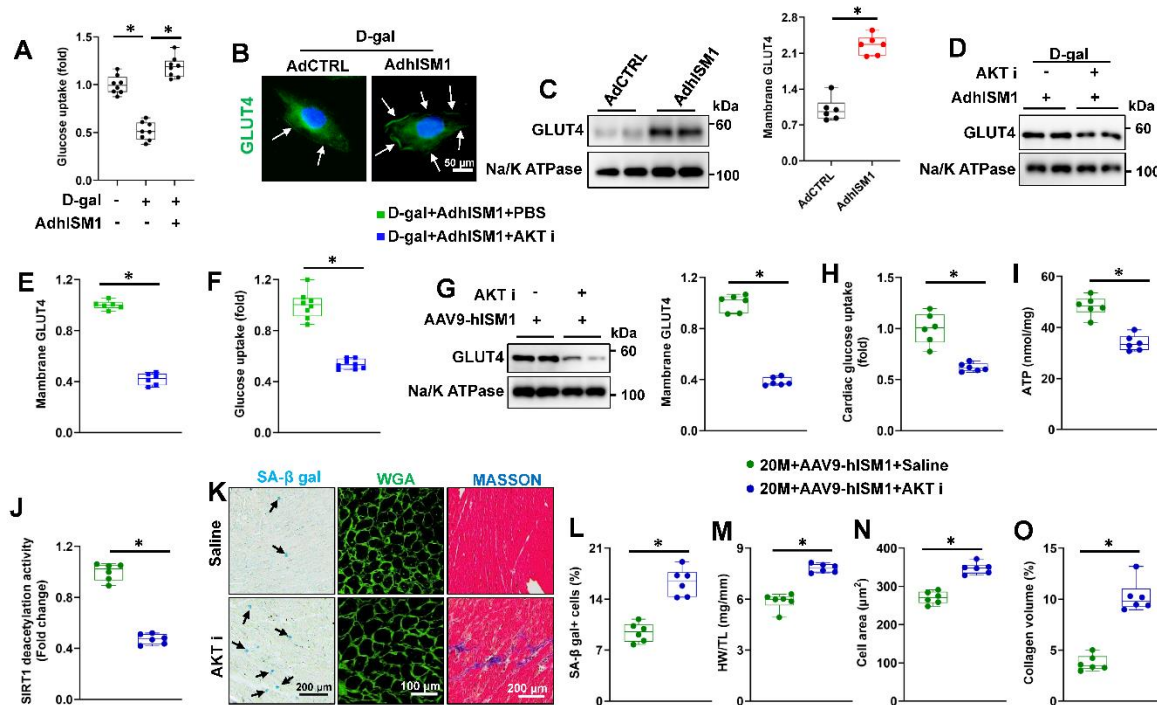 A
Glucose uptake (fold)
1.5
1.0
0.5
0.0
*
*
D-gal - + +
AdhISM1 - - +
B
D-gal
AdCTRL
AdhISM1
GLUT4
50 µm
C
AdCTRL
AdhISM1
kDa
GLUT4
60
Na/K ATPase
100
Mambrane GLUT4
2.8
2.1
1.4
0.7
0.0
*
AdCTRL
AdhISM1
D
D-gal
AKT i - +
AdhISM1 + +
kDa
GLUT4
60
Na/K ATPase
100
D-gal+AdhISM1+PBS
D-gal+AdhISM1+AKT i
E
Mambrane GLUT4
1.2
0.8
0.4
0.0
*
F
Glucose uptake (fold)
1.2
0.8
0.4
0.0
*
G
AKT i - +
AAV9-hISM1 + +
kDa
GLUT4
60
Na/K ATPase
100
Mambrane GLUT4
1.2
0.8
0.4
0.0
*
H
Cardiac glucose uptake
(fold)
1.5
1.0
0.5
0.0
*
I
ATP (nmol/mg)
60
40
20
0
*
20M+AAV9-hISM1+Saline
20M+AAV9-hISM1+AKT i
J
SIRT1 deacetylation activity
(Fold change)
1.2
0.8
0.4
0.0
*
K
SA-β gal
WGA
MASSON
Saline
AKT i
200 µm
100 µm
200 µm
L
SA-β gal+ cells (%)
21
14
7
0
*
M
HW/TL (mg/mm)
9
6
3
0
*
N
Cell area (µm²)
400
300
200
100
0
*
O
Collagen volume (%)
15
10
5
0
*